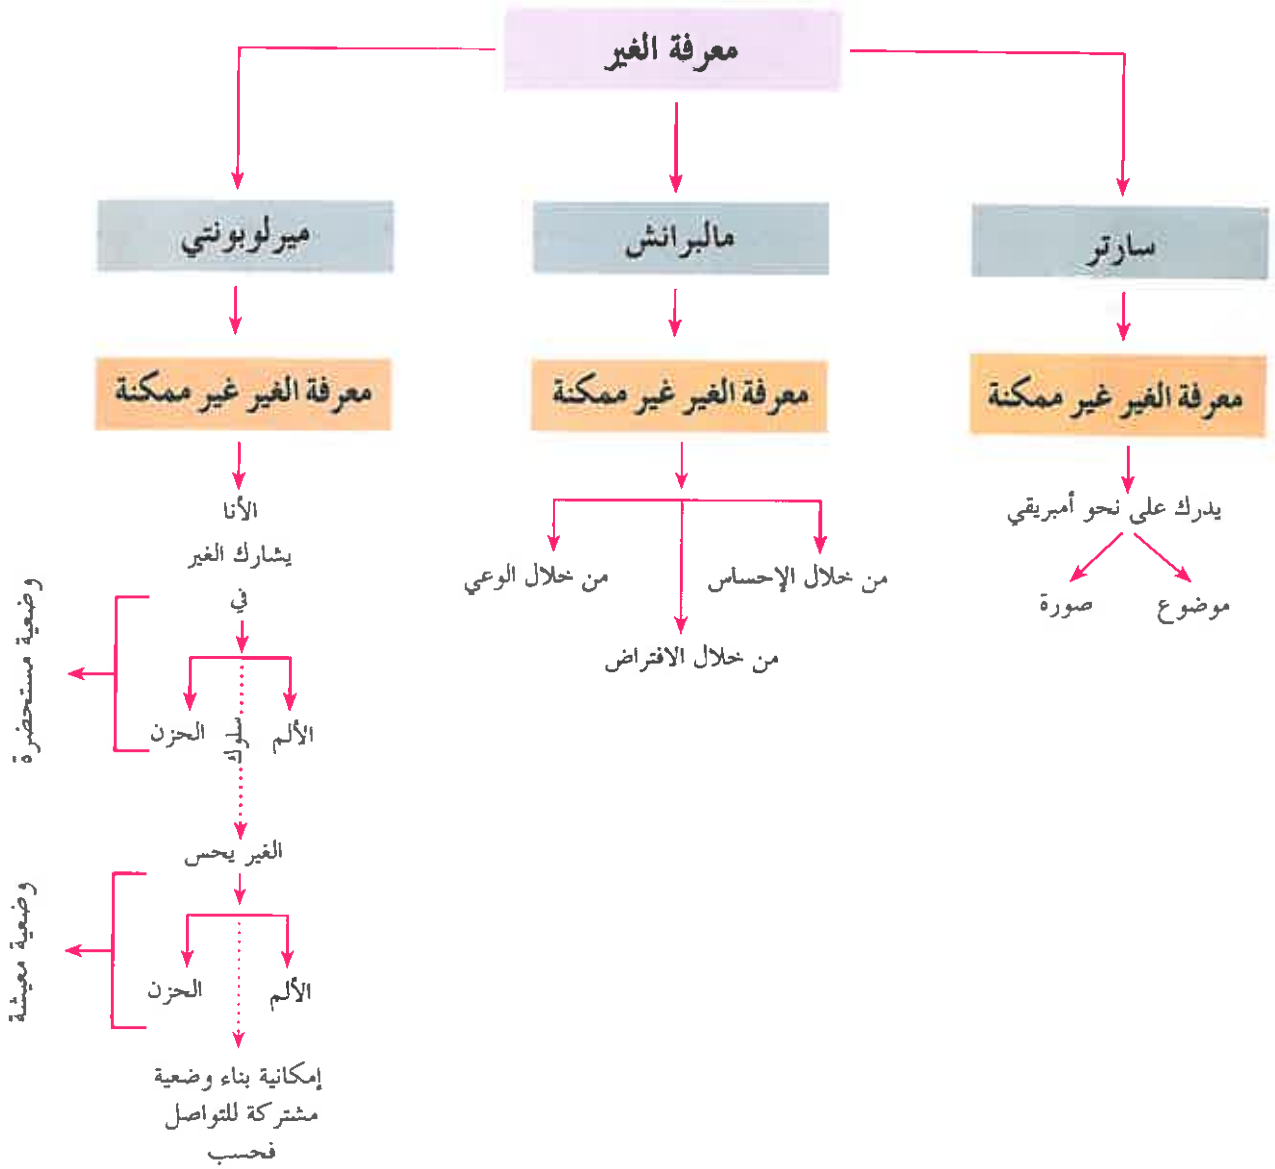 معرفة الغير
سارتر
معرفة الغير غير ممكنة
يدرك على نحو أمبريقي
موضوع
صورة
مالبرانش
معرفة الغير غير ممكنة
من خلال الإحساس
من خلال الوعي
من خلال الافتراض
ميرلوبونتي
معرفة الغير غير ممكنة
الأنا
يشارك الغير
في
الألم
سلوك
الحزن
وضعية مستحضرة
الغير يحس
الألم
الحزن
وضعية معيشة
إمكانية بناء وضعية
مشتركة للتواصل
فحسب